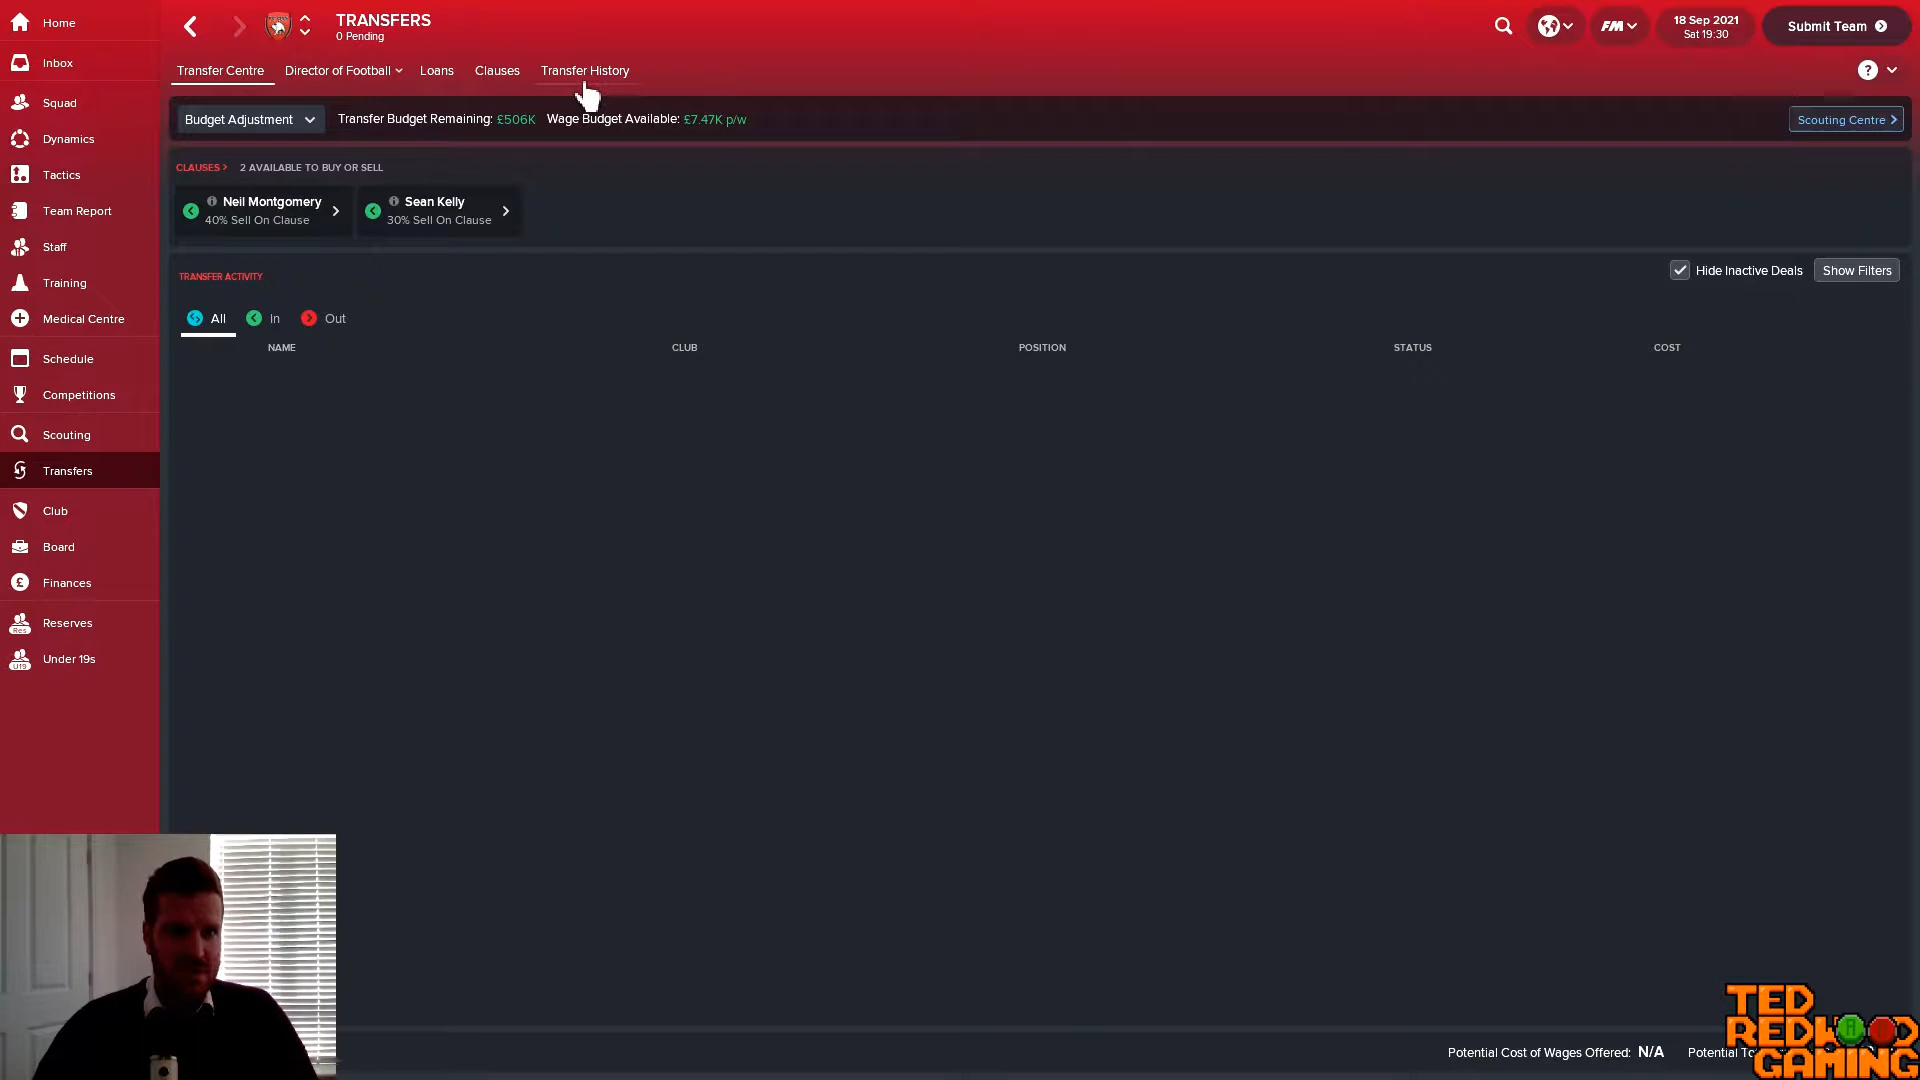 Home
Inbox
Squad
Dynamics
Tactics
Team Report
Staff
Training
Medical Centre
Schedule
Competitions
Scouting
Transfers
Club
Board
Finances
Res
Reserves
U19
Under 19s
TRANSFERS
0 Pending
FM
18 Sep 2021
Sat 19:30
Submit Team
Transfer Centre
Director of Football
Loans
Clauses
Transfer History
?
Budget Adjustment
Transfer Budget Remaining: £506K
Wage Budget Available: £7.47K p/w
Scouting Centre >
CLAUSES >
2 AVAILABLE TO BUY OR SELL
Neil Montgomery
40% Sell On Clause
Sean Kelly
30% Sell On Clause
TRANSFER ACTIVITY
Hide Inactive Deals
Show Filters
All
In
Out
NAME
CLUB
POSITION
STATUS
COST
Potential Cost of Wages Offered: N/A
Potential
TED
REDWOOD
GAMING